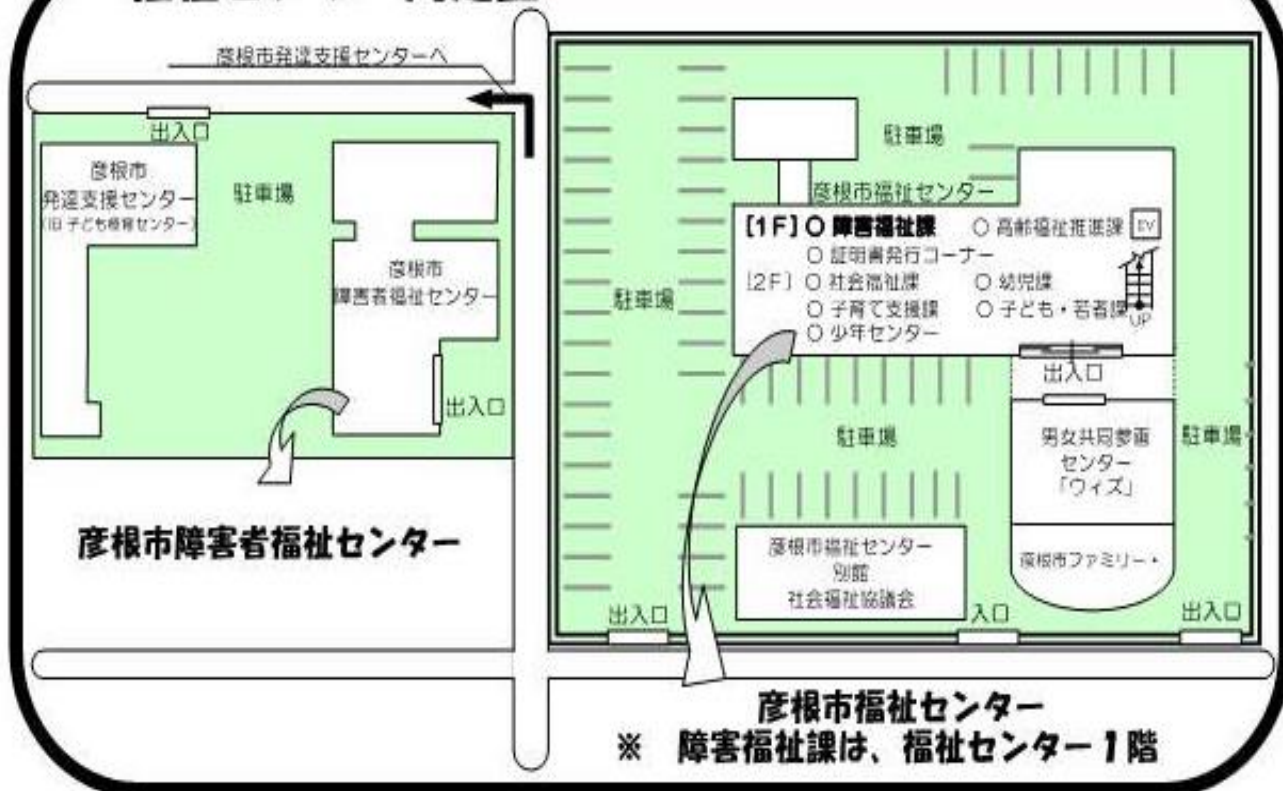 彦根市発達支援センターへ
出入口
彦根市
発達支援センター
(旧 子ども療育センター)
駐車場
彦根市
障害者福祉センター
出入口
彦根市障害者福祉センター
駐車場
駐車場
彦根市福祉センター
[1F] ○ 障害福祉課 ○ 高齢福祉推進課 EV
○ 証明書発行コーナー
[2F] ○ 社会福祉課 ○ 幼児課
○ 子育て支援課 ○ 子ども・若者課
○ 少年センター
UP
出入口
駐車場
男女共同参画
センター
「ウィズ」
駐車場
彦根市ファミリー・
彦根市福祉センター
別館
社会福祉協議会
出入口
入口
出入口
彦根市福祉センター
※ 障害福祉課は、福祉センター1階